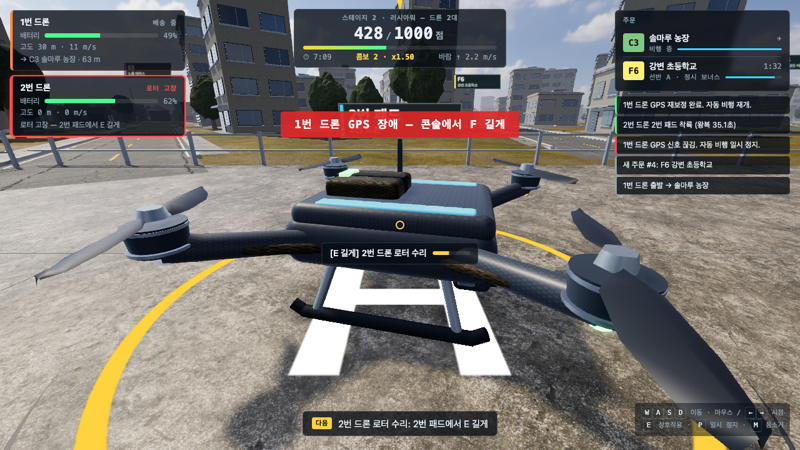 1번 드론 배송 중
배터리 49%
고도 30 m · 11 m/s
→ C3 솔마루 농장 · 63 m
2번 드론 로터 고장
배터리 62%
고도 0 m · 0 m/s
로터 고장 — 2번 패드에서 E 길게
스테이지 2 · 러시아워 — 드론 2대
428 / 1000 점
7:09 콤보 2 · ×1.50 바람 ↑ 2.2 m/s
F6
1번 드론 GPS 장애 — 콘솔에서 F 길게
주문
C3 솔마루 농장
비행 중
F6 강변 초등학교 1:32
선반 A · 정시 보너스
1번 드론 GPS 재보정 완료. 자동 비행 재개.
2번 드론 2번 패드 착륙 (왕복 35.1초)
1번 드론 GPS 신호 끊김. 자동 비행 일시 정지.
새 주문 #4: F6 강변 초등학교
1번 드론 출발 → 솔마루 농장
[E 길게] 2번 드론 로터 수리
다음 2번 드론 로터 수리: 2번 패드에서 E 길게
W A S D 이동 · 마우스 / ← → 시점
E 상호작용 · P 일시 정지 · M 음소거